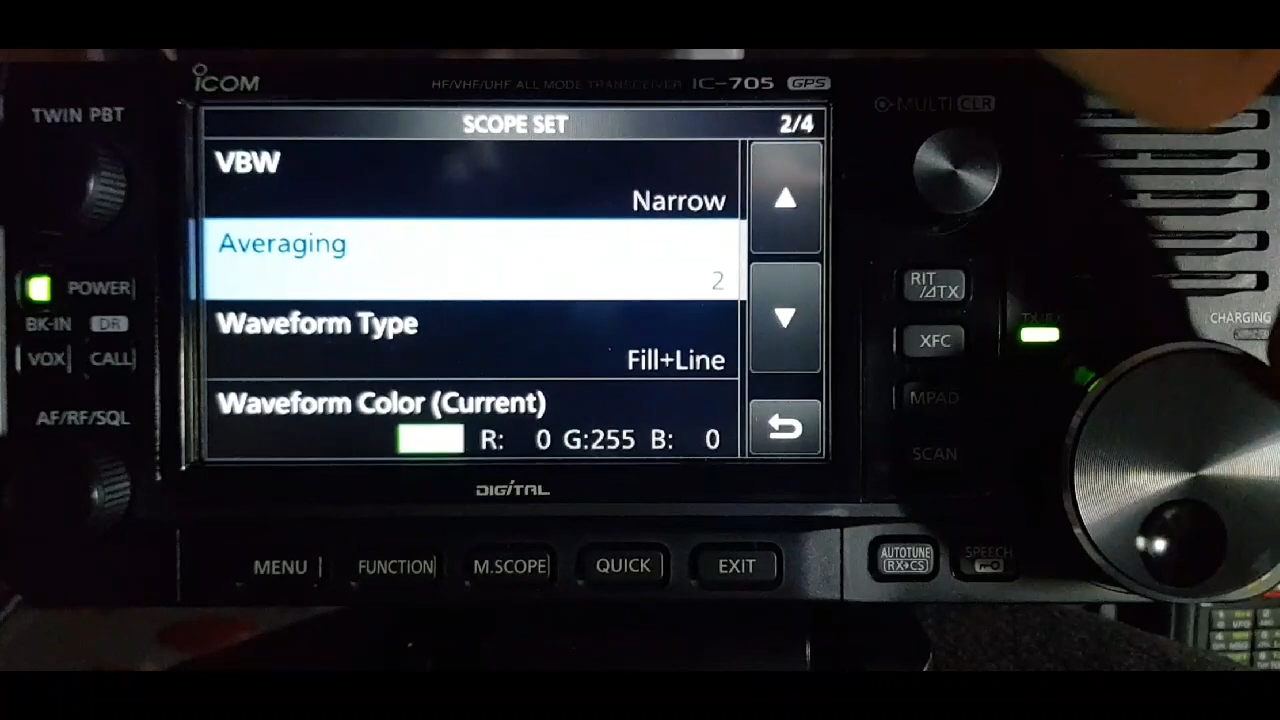 ICOM
HF/VHF/UHF ALL MODE TRANSCEIVER IC-705 GPS
TWIN PBT
MULTI CLR
SCOPE SET 2/4
VBW
Narrow
Averaging
2
Waveform Type
Fill+Line
Waveform Color (Current)
R: 0 G:255 B: 0
POWER
BK-IN DR
VOX CALL
AF/RF/SQL
RIT
/⊿TX
XFC
MPAD
SCAN
CHARGING
DIGITAL
MENU FUNCTION M.SCOPE QUICK EXIT
AUTOTUNE
RX→CS
SPEECH